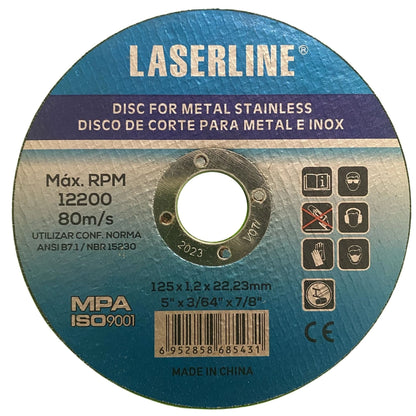 LASERLINE®
DISC FOR METAL STAINLESS
DISCO DE CORTE PARA METAL E INOX
Máx. RPM
12200
80m/s
UTILIZAR CONF. NORMA
ANSI B7.1 / NBR 15230
2023
V07/
125 x 1,2 x 22,23mm
5" x 3/64" x 7/8"
MPA
ISO9001
CE
6 952858 685431
MADE IN CHINA